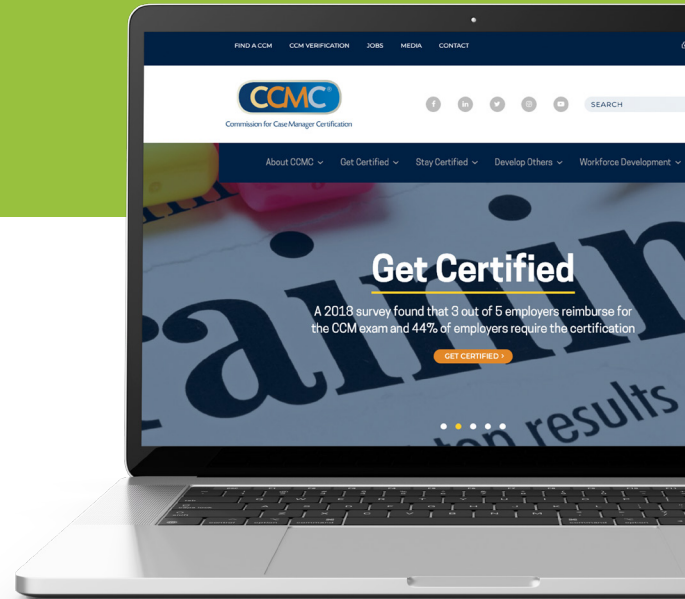 FIND A CCM CCM VERIFICATION JOBS MEDIA CONTACT
CCMC®
Commission for Case Manager Certification
SEARCH
About CCMC Get Certified Stay Certified Develop Others Workforce Development
Get Certified
A 2018 survey found that 3 out of 5 employers reimburse for
the CCM exam and 44% of employers require the certification
GET CERTIFIED >
results